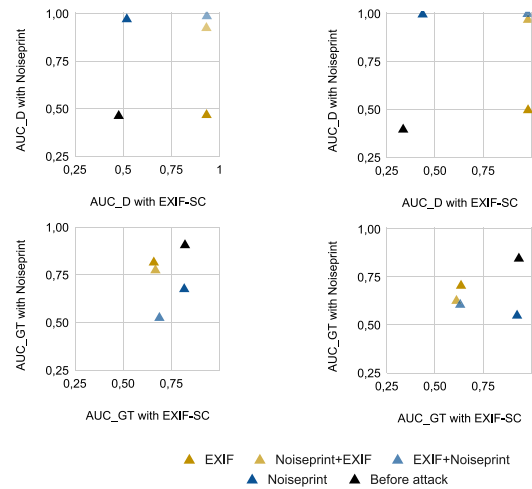 1,00
0,75
0,50
0,25
AUC_D with Noiseprint
0,25
0,50
0,75
1
AUC_D with EXIF-SC
1,00
0,75
0,50
0,25
AUC_D with Noiseprint
0,25
0,50
0,75
AUC_D with EXIF-SC
1,00
0,75
0,50
0,25
AUC_GT with Noiseprint
0,25
0,50
0,75
AUC_GT with EXIF-SC
1,00
0,75
0,50
0,25
AUC_GT with Noiseprint
0,25
0,50
0,75
AUC_GT with EXIF-SC
EXIF Noiseprint+EXIF EXIF+Noiseprint
Noiseprint Before attack